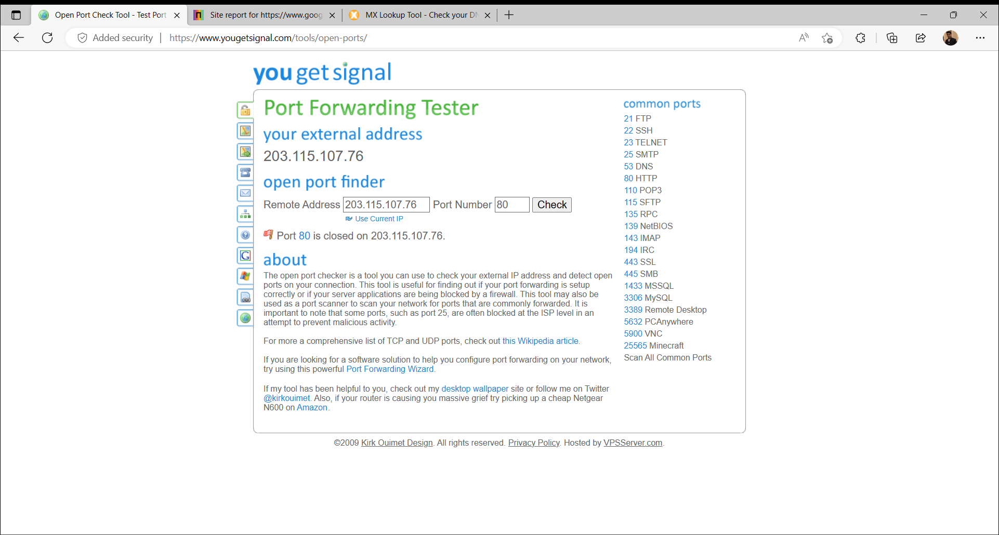 Open Port Check Tool - Test Port
Site report for https://www.goog
MX Lookup Tool - Check your DN
Added security
https://www.yougetsignal.com/tools/open-ports/
you get signal
Port Forwarding Tester
your external address
203.115.107.76
open port finder
Remote Address 203.115.107.76 Port Number 80 Check
Use Current IP
Port 80 is closed on 203.115.107.76.
about
The open port checker is a tool you can use to check your external IP address and detect open
ports on your connection. This tool is useful for finding out if your port forwarding is setup
correctly or if your server applications are being blocked by a firewall. This tool may also be
used as a port scanner to scan your network for ports that are commonly forwarded. It is
important to note that some ports, such as port 25, are often blocked at the ISP level in an
attempt to prevent malicious activity.
For more a comprehensive list of TCP and UDP ports, check out this Wikipedia article.
If you are looking for a software solution to help you configure port forwarding on your network,
try using this powerful Port Forwarding Wizard.
If my tool has been helpful to you, check out my desktop wallpaper site or follow me on Twitter
@kirkouimet. Also, if your router is causing you massive grief try picking up a cheap Netgear
N600 on Amazon.
common ports
21 FTP
22 SSH
23 TELNET
25 SMTP
53 DNS
80 HTTP
110 POP3
115 SFTP
135 RPC
139 NetBIOS
143 IMAP
194 IRC
443 SSL
445 SMB
1433 MSSQL
3306 MySQL
3389 Remote Desktop
5632 PCAnywhere
5900 VNC
25565 Minecraft
Scan All Common Ports
©2009 Kirk Ouimet Design. All rights reserved. Privacy Policy. Hosted by VPSServer.com.